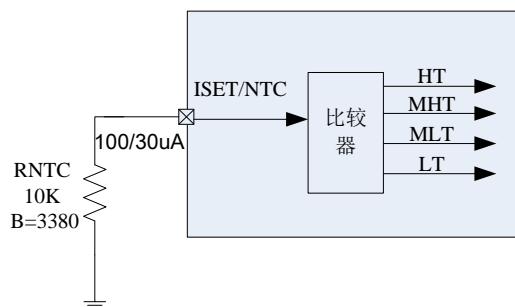 ISET/NTC
HT
MHT
MLT
LT
比较
器
100/30uA
RNTC
10K
B=3380